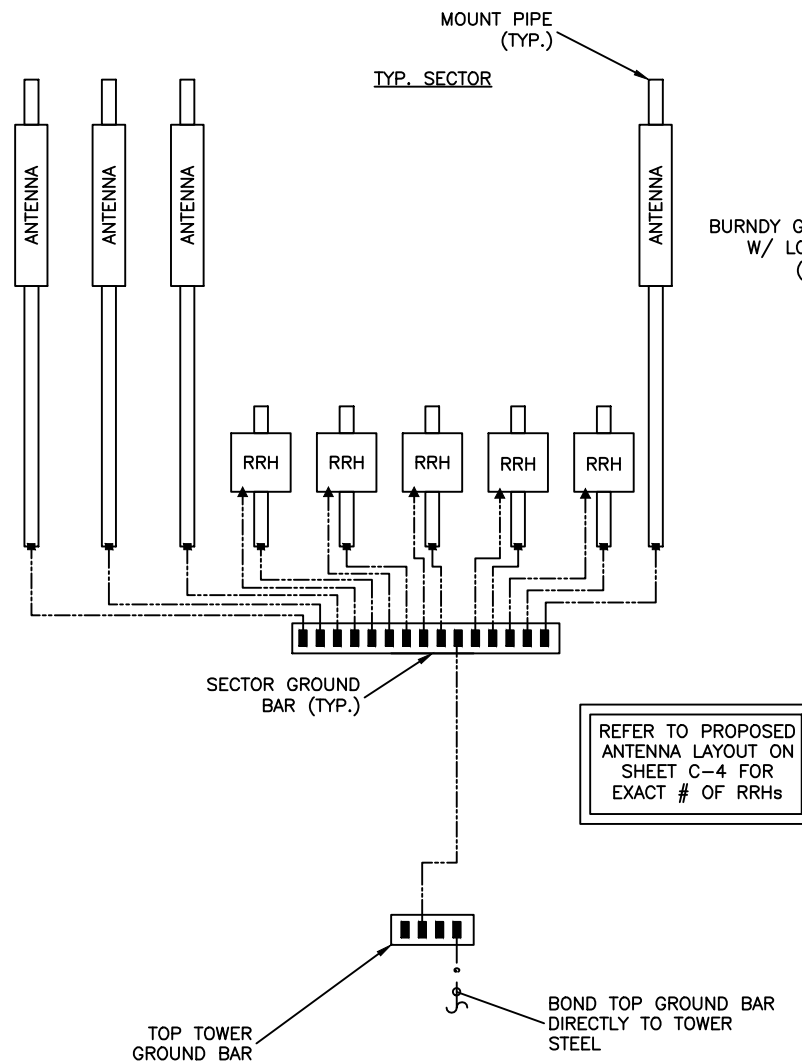 MOUNT PIPE
(TYP.)
TYP. SECTOR
ANTENNA
ANTENNA
ANTENNA
ANTENNA
BURNDY G
W/ LO
(
RRH
RRH
RRH
RRH
RRH
SECTOR GROUND
BAR (TYP.)
REFER TO PROPOSED
ANTENNA LAYOUT ON
SHEET C-4 FOR
EXACT # OF RRHs
TOP TOWER
GROUND BAR
BOND TOP GROUND BAR
DIRECTLY TO TOWER
STEEL